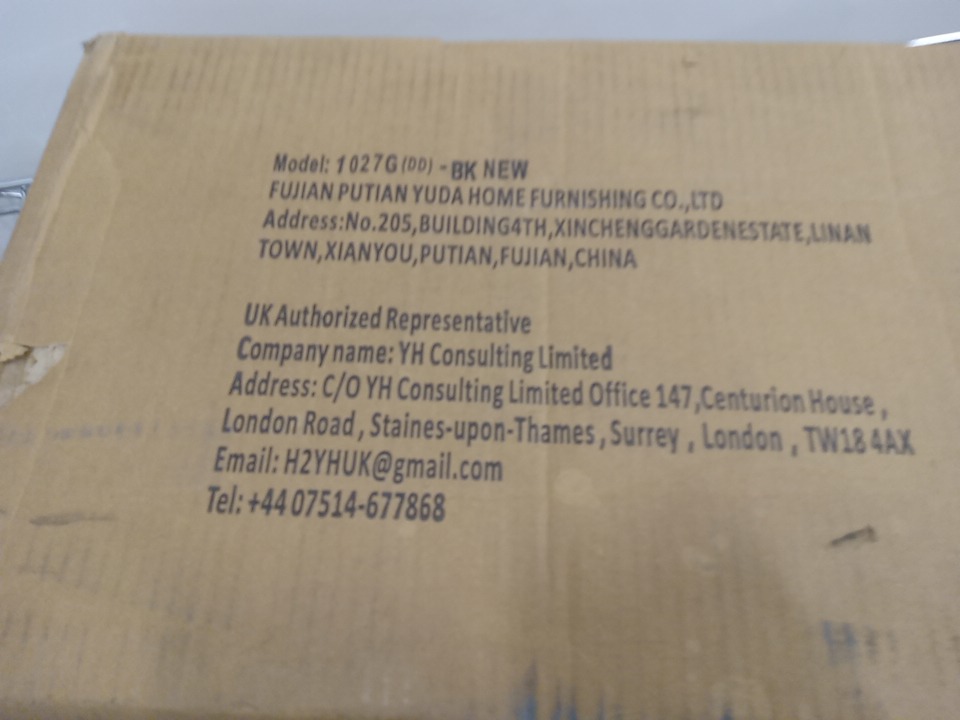 Model: 1027G (DD) - BK NEW
FUJIAN PUTIAN YUDA HOME FURNISHING CO.,LTD
Address:No.205,BUILDING4TH,XINCHENGGARDENESTATE,LINAN
TOWN,XIANYOU,PUTIAN,FUJIAN,CHINA
UK Authorized Representative
Company name: YH Consulting Limited
Address: C/O YH Consulting Limited Office 147,Centurion House ,
London Road , Staines-upon-Thames , Surrey , London , TW18 4AX
Email: H2YHUK@gmail.com
Tel: +44 07514-677868